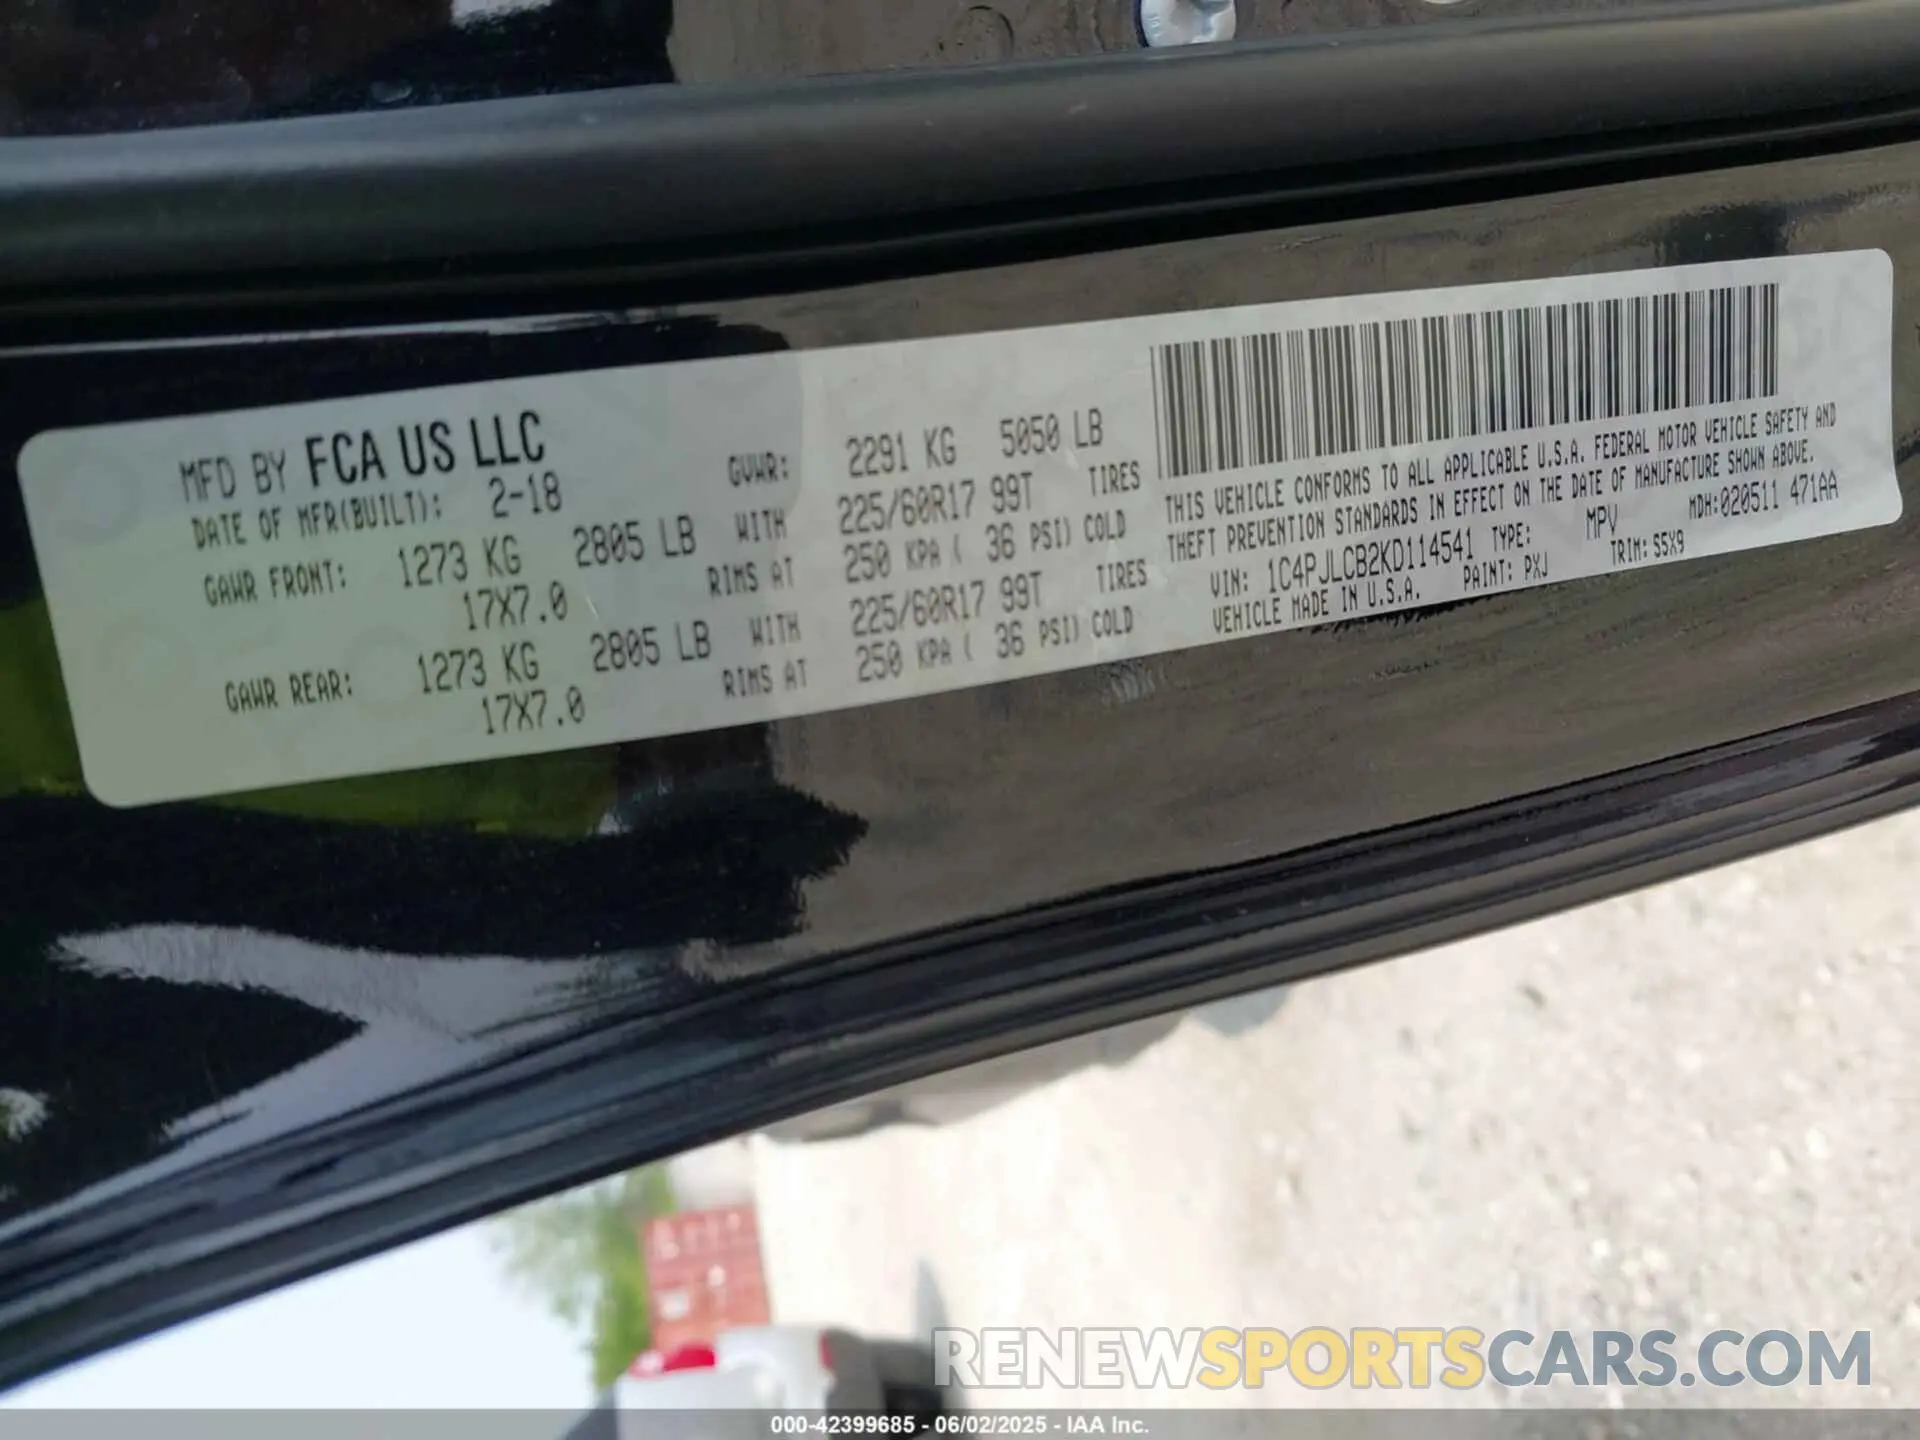 MFD BY FCA US LLC
DATE OF MFR(BUILT): 2-18
GVWR: 2291 KG 5050 LB
GAWR FRONT: 1273 KG 2805 LB WITH 225/60R17 99T TIRES
17X7.0 RIMS AT 250 KPA ( 36 PSI) COLD
GAWR REAR: 1273 KG 2805 LB WITH 225/60R17 99T TIRES
17X7.0 RIMS AT 250 KPA ( 36 PSI) COLD
THIS VEHICLE CONFORMS TO ALL APPLICABLE U.S.A. FEDERAL MOTOR VEHICLE SAFETY AND
THEFT PREVENTION STANDARDS IN EFFECT ON THE DATE OF MANUFACTURE SHOWN ABOVE.
VIN: 1C4PJLCB2KD114541 TYPE: MPV MDH:020511 471AA
VEHICLE MADE IN U.S.A. PAINT: PXJ TRIM: S5X9
RENEWSPORTSCARS.COM
000-42399685 - 06/02/2025 - IAA Inc.